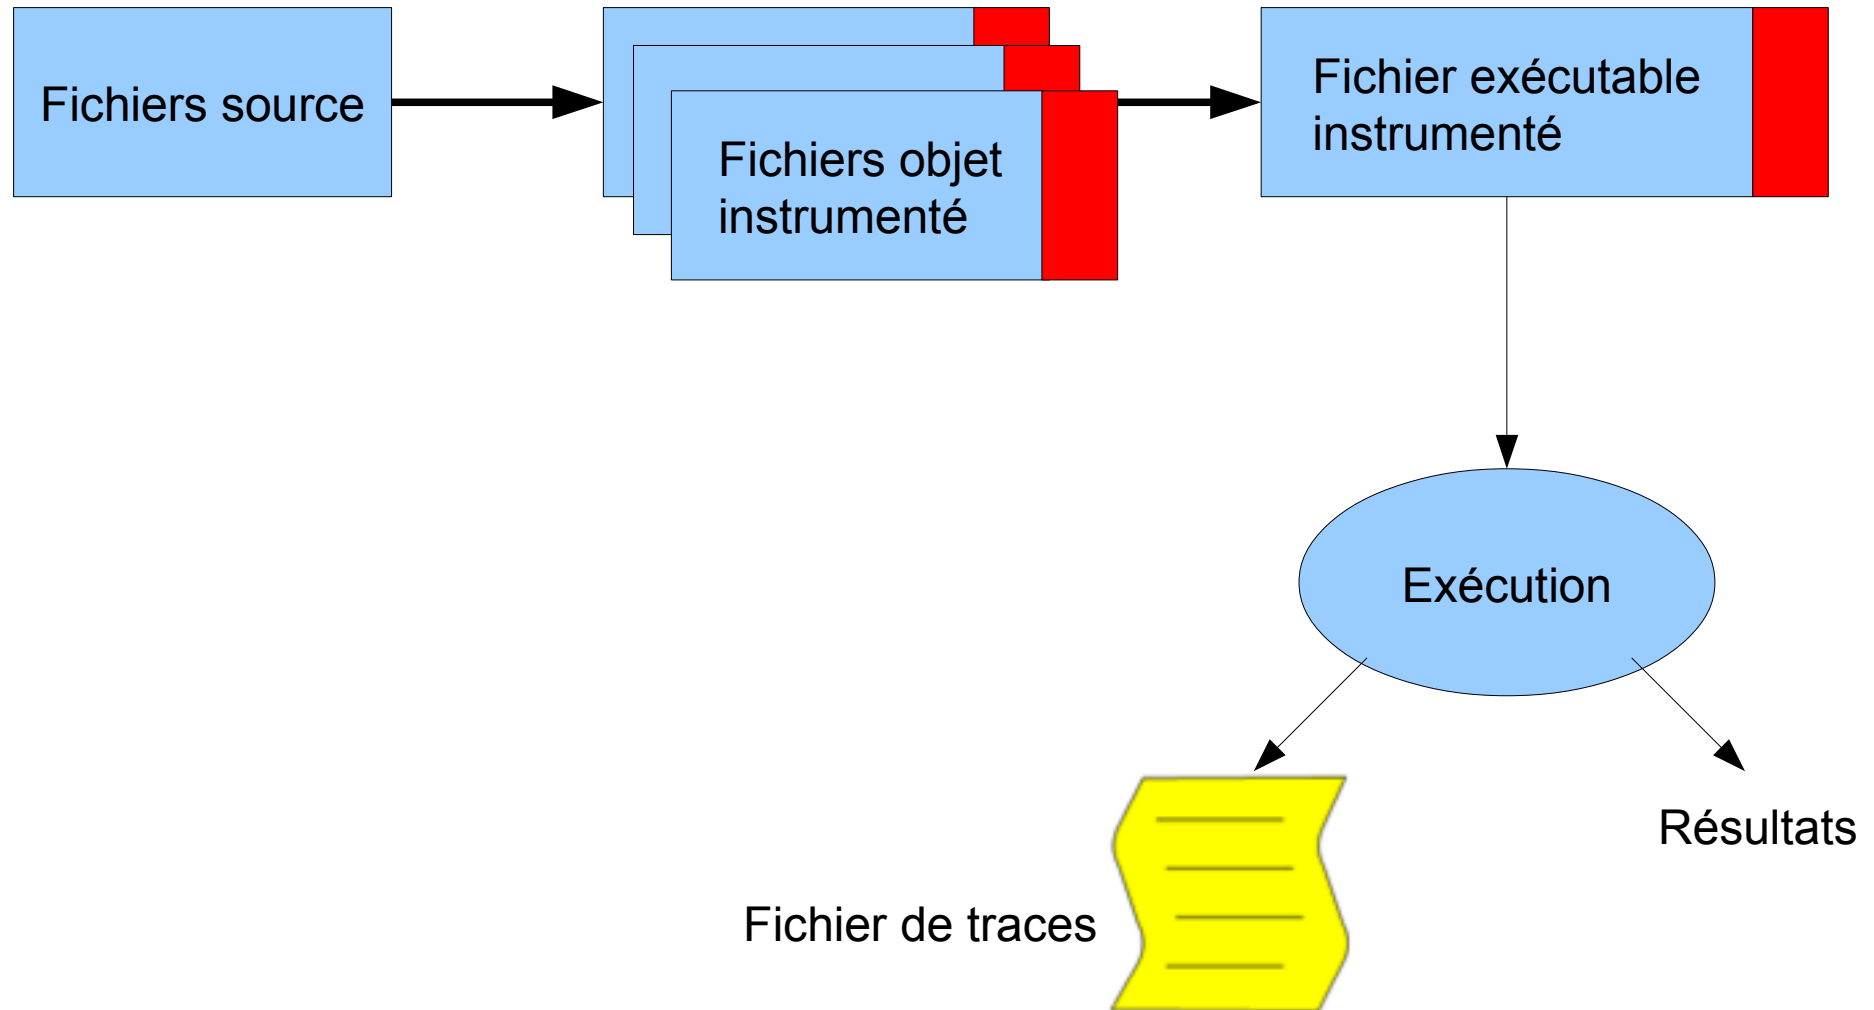 Fichiers source
Fichiers objet
instrumenté
Fichier exécutable
instrumenté
Exécution
Résultats
Fichier de traces